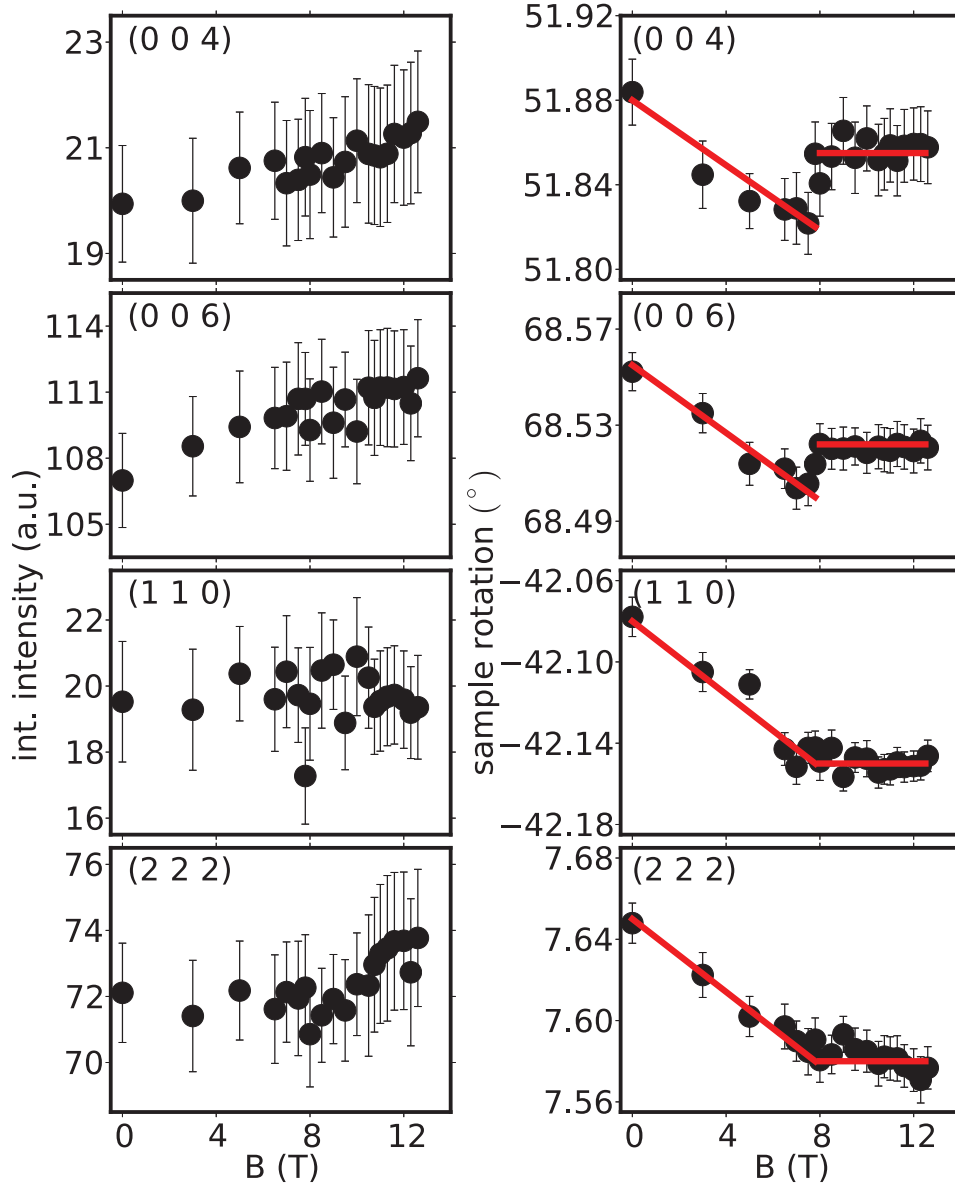 (0 0 4)
23
21
19
(0 0 6)
114
111
108
105
(1 1 0)
22
20
18
16
(2 2 2)
76
74
72
70
0 4 8 12
B (T)
int. intensity (a.u.)
(0 0 4)
51.92
51.88
51.84
51.80
(0 0 6)
68.57
68.53
68.49
(1 1 0)
−42.06
−42.10
−42.14
−42.18
(2 2 2)
7.68
7.64
7.60
7.56
0 4 8 12
B (T)
sample rotation (°)